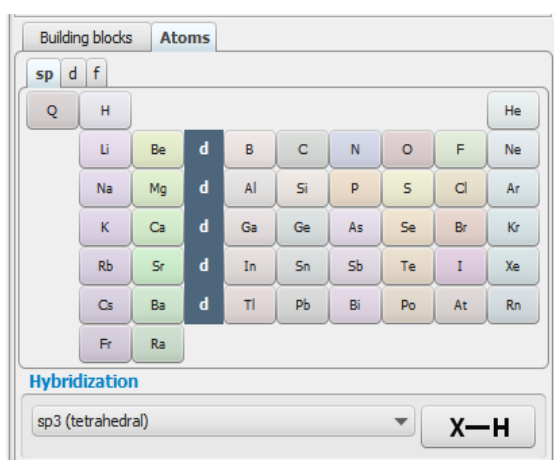 Building blocks Atoms
sp d f
Q H He
Li Be d B C N O F Ne
Na Mg d Al Si P S Cl Ar
K Ca d Ga Ge As Se Br Kr
Rb Sr d In Sn Sb Te I Xe
Cs Ba d Tl Pb Bi Po At Rn
Fr Ra
Hybridization
sp3 (tetrahedral) X—H